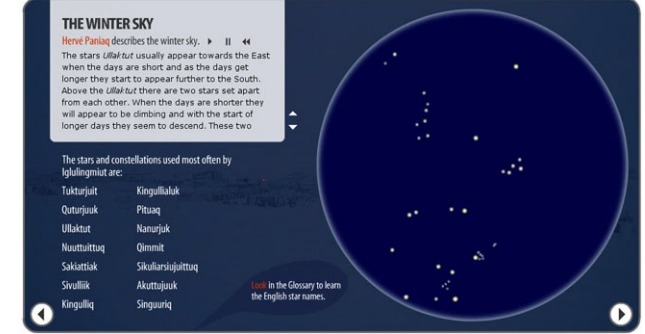 THE WINTER SKY
Hervé Paniaq describes the winter sky.
The stars Ullaktut usually appear towards the East
when the days are short and as the days get
longer they start to appear further to the South.
Above the Ullaktut there are two stars set apart
from each other. When the days are shorter they
will appear to be climbing and with the start of
longer days they seem to descend. These two
The stars and constellations used most often by
Iglulingmiut are:
Tukturjuit
Quturjuuk
Ullaktut
Nuuttuittuq
Sakiattiak
Sivulliik
Kingulliq
Kingullialuk
Pituaq
Nanurjuk
Qimmit
Sikuliarsiujuittuq
Akuttujuuk
Singuuriq
Look in the Glossary to learn
the English star names.